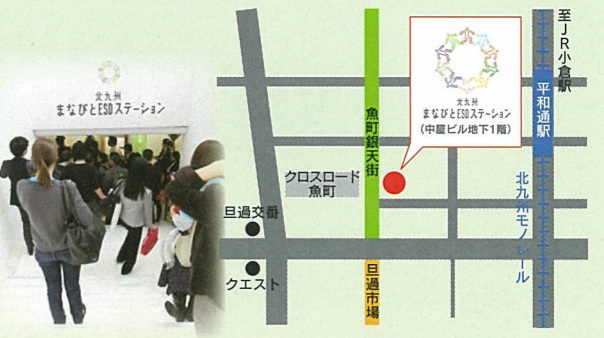 北九州
まなびとESDステーション
北九州
まなびとESDステーション
(中屋ビル地下1階)
至JR小倉駅
平和通駅
北九州モノレール
魚町銀天街
クロスロード
魚町
旦過交番
クエスト
旦過市場